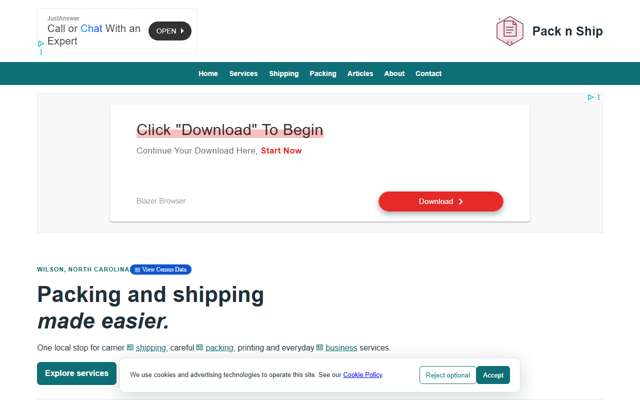 JustAnswer
Call or Chat With an
Expert
OPEN
Pack n Ship
Home Services Shipping Packing Articles About Contact
Click "Download" To Begin
Continue Your Download Here, Start Now
Blazer Browser
Download
WILSON, NORTH CAROLINA View Census Data
Packing and shipping
made easier.
One local stop for carrier shipping, careful packing, printing and everyday business services.
Explore services
We use cookies and advertising technologies to operate this site. See our Cookie Policy.
Reject optional
Accept